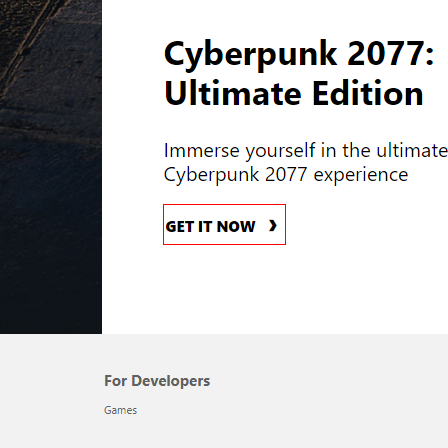 Cyberpunk 2077:
Ultimate Edition
Immerse yourself in the ultimate
Cyberpunk 2077 experience
GET IT NOW ❯
For Developers
Games